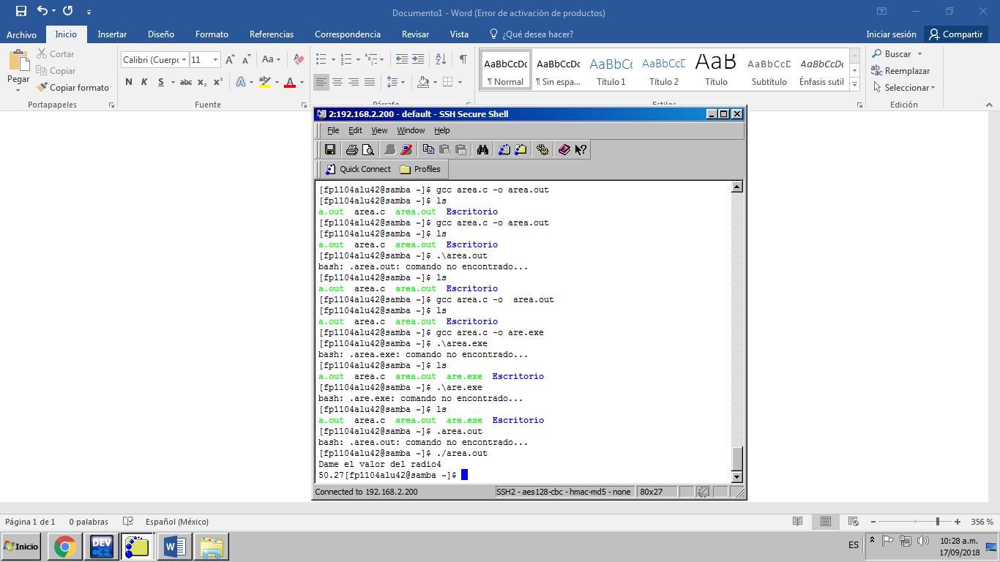 Documento1 - Word (Error de activación de productos)
Archivo Inicio Insertar Diseño Formato Referencias Correspondencia Revisar Vista ¿Qué desea hacer? Iniciar sesión Compartir
Pegar
Cortar
Copiar
Copiar formato
Portapapeles
Calibri (Cuerpo 11
N K S abc x₂ x²
Fuente
Párrafo
AaBbCcDc AaBbCcDc AaBbCc AaBbCcD AaB AaBbCcD AaBbCcDc
¶ Normal ¶ Sin espa... Título 1 Título 2 Título Subtítulo Énfasis sutil
Estilos
Buscar
Reemplazar
Seleccionar
Edición
2:192.168.2.200 - default - SSH Secure Shell
File Edit View Window Help
Quick Connect Profiles
[fp1104alu42@samba ~]$ gcc area.c -o area.out
[fp1104alu42@samba ~]$ ls
a.out area.c area.out Escritorio
[fp1104alu42@samba ~]$ gcc area.c -o area.out
[fp1104alu42@samba ~]$ ls
a.out area.c area.out Escritorio
[fp1104alu42@samba ~]$ .\area.out
bash: .area.out: comando no encontrado...
[fp1104alu42@samba ~]$ ls
a.out area.c area.out Escritorio
[fp1104alu42@samba ~]$ gcc area.c -o  area.out
[fp1104alu42@samba ~]$ ls
a.out area.c area.out Escritorio
[fp1104alu42@samba ~]$ gcc area.c -o are.exe
[fp1104alu42@samba ~]$ .\area.exe
bash: .area.exe: comando no encontrado...
[fp1104alu42@samba ~]$ ls
a.out area.c area.out are.exe Escritorio
[fp1104alu42@samba ~]$ .\are.exe
bash: .are.exe: comando no encontrado...
[fp1104alu42@samba ~]$ ls
a.out area.c area.out are.exe Escritorio
[fp1104alu42@samba ~]$ .area.out
bash: .area.out: comando no encontrado...
[fp1104alu42@samba ~]$ ./area.out
Dame el valor del radio4
50.27[fp1104alu42@samba ~]$
Connected to 192.168.2.200 SSH2 - aes128-cbc - hmac-md5 - none 80x27
Página 1 de 1 0 palabras Español (México) 356 %
Inicio DEV C++ ES 10:28 a.m.
17/09/2018